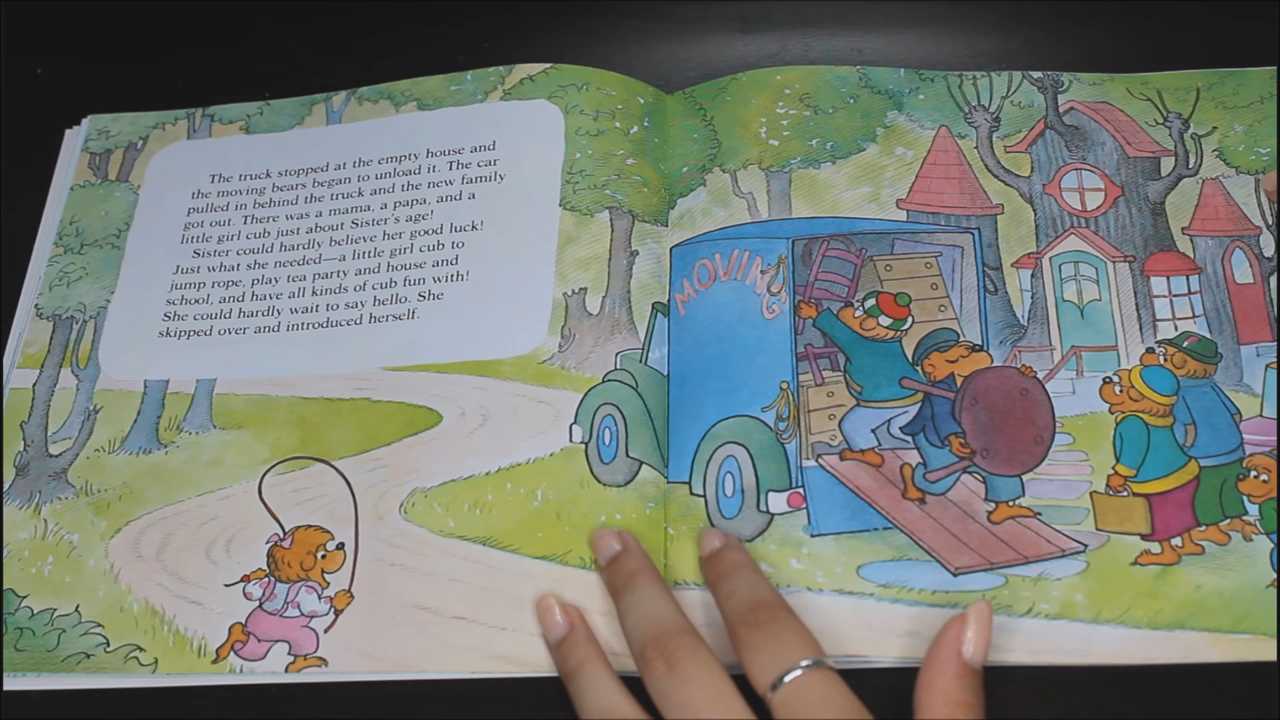 The truck stopped at the empty house and
the moving bears began to unload it. The car
pulled in behind the truck and the new family
got out. There was a mama, a papa, and a
little girl cub just about Sister's age!
Sister could hardly believe her good luck!
Just what she needed—a little girl cub to
jump rope, play tea party and house and
school, and have all kinds of cub fun with!
She could hardly wait to say hello. She
skipped over and introduced herself.
MOVING